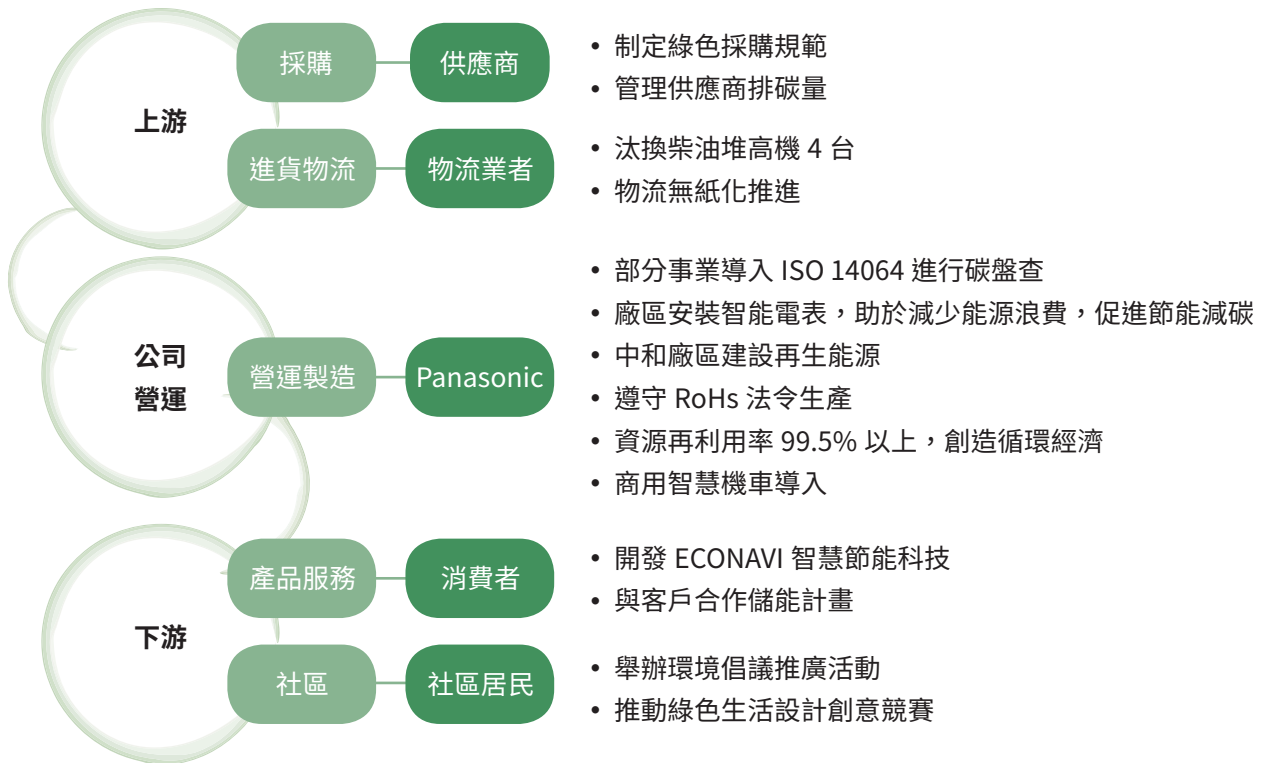 上游
採購
供應商
• 制定綠色採購規範
• 管理供應商排碳量
進貨物流
物流業者
• 汰換柴油堆高機 4 台
• 物流無紙化推進
公司
營運
營運製造
Panasonic
• 部分事業導入 ISO 14064 進行碳盤查
• 廠區安裝智能電表，助於減少能源浪費，促進節能減碳
• 中和廠區建設再生能源
• 遵守 RoHs 法令生產
• 資源再利用率 99.5% 以上，創造循環經濟
• 商用智慧機車導入
下游
產品服務
消費者
• 開發 ECONAVI 智慧節能科技
• 與客戶合作儲能計畫
社區
社區居民
• 舉辦環境倡議推廣活動
• 推動綠色生活設計創意競賽